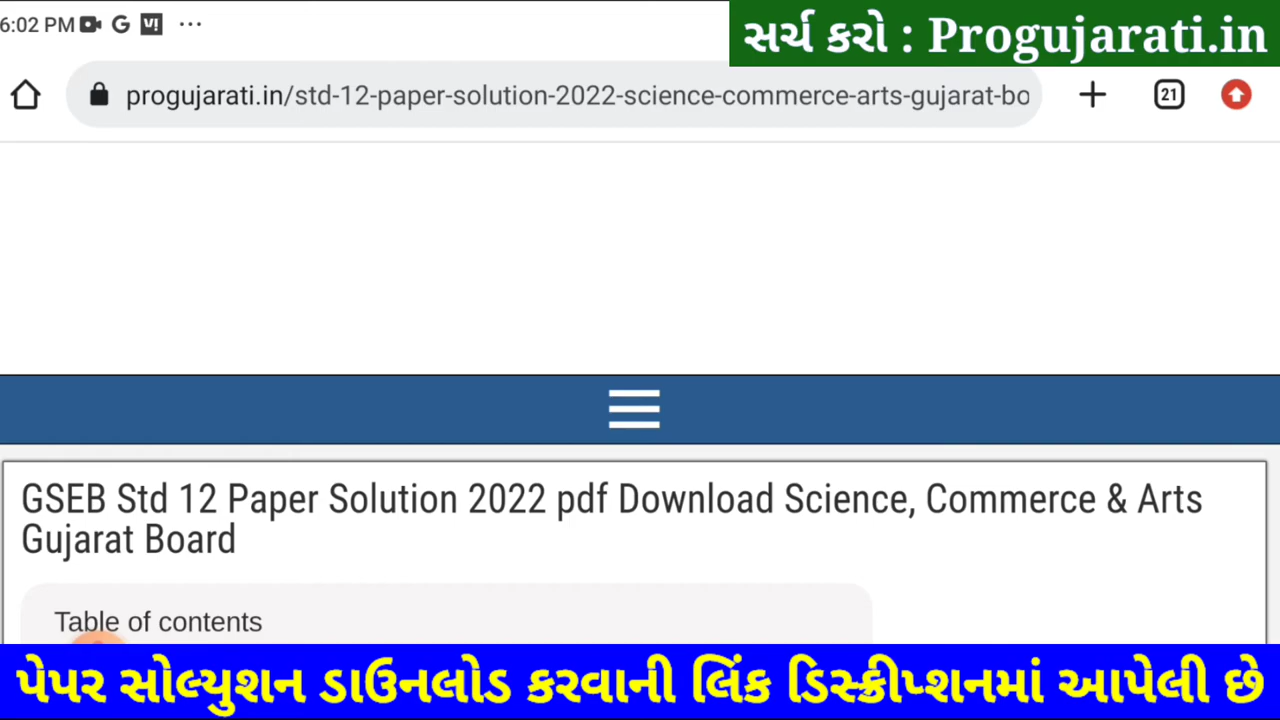 6:02 PM G V! ...
સર્ચ કરો : Progujarati.in
progujarati.in/std-12-paper-solution-2022-science-commerce-arts-gujarat-bo
21
GSEB Std 12 Paper Solution 2022 pdf Download Science, Commerce & Arts
Gujarat Board
Table of contents
પેપર સોલ્યુશન ડાઉનલોડ કરવાની લિંક ડિસ્ક્રીપ્શનમાં આપેલી છે